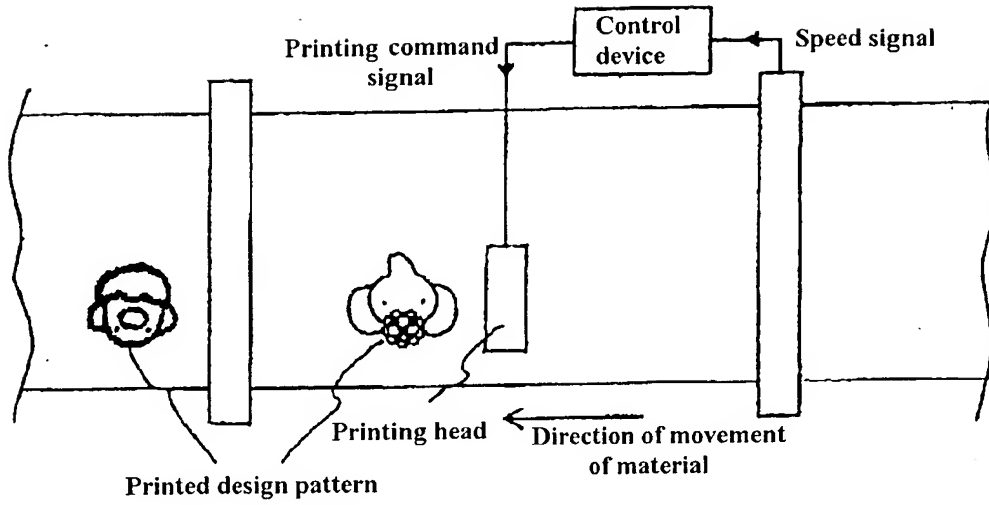 Printing command
signal
Control
device
Speed signal
Printing head
Direction of movement
of material
Printed design pattern